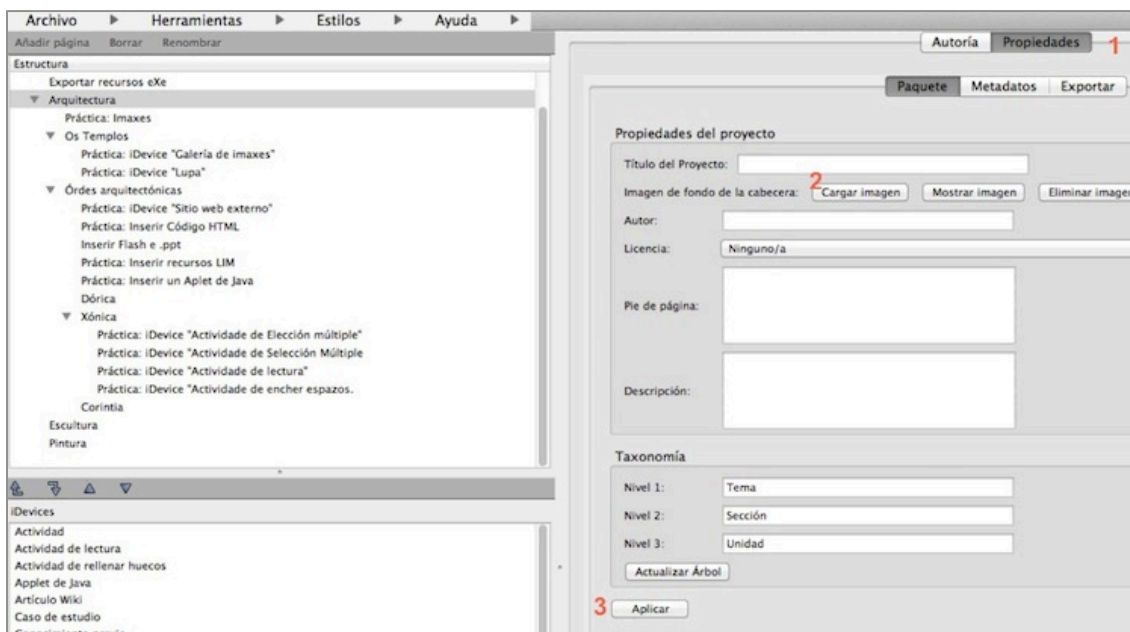 Archivo Herramientas Estilos Ayuda
Añadir página Borrar Renombrar
Estructura
Exportar recursos eXe
Arquitectura
Práctica: Imaxes
Os Templos
Práctica: iDevice "Galería de imaxes"
Práctica: iDevice "Lupa"
Órdes arquitectónicas
Práctica: iDevice "Sitio web externo"
Práctica: Inserir Código HTML
Inserir Flash e .ppt
Práctica: Inserir recursos LIM
Práctica: Inserir un Aplet de Java
Dórica
Xónica
Práctica: iDevice "Actividade de Elección múltiple"
Práctica: iDevice "Actividade de Selección Múltiple
Práctica: iDevice "Actividade de lectura"
Práctica: iDevice "Actividade de encher espazos.
Corintia
Escultura
Pintura
iDevices
Actividad
Actividad de lectura
Actividad de rellenar huecos
Applet de Java
Artículo Wiki
Caso de estudio
Autoría Propiedades 1
Paquete Metadatos Exportar
Propiedades del proyecto
Título del Proyecto:
Imagen de fondo de la cabecera: 2 Cargar imagen Mostrar imagen Eliminar imagen
Autor:
Licencia: Ninguno/a
Pie de página:
Descripción:
Taxonomía
Nivel 1: Tema
Nivel 2: Sección
Nivel 3: Unidad
Actualizar Árbol
3 Aplicar